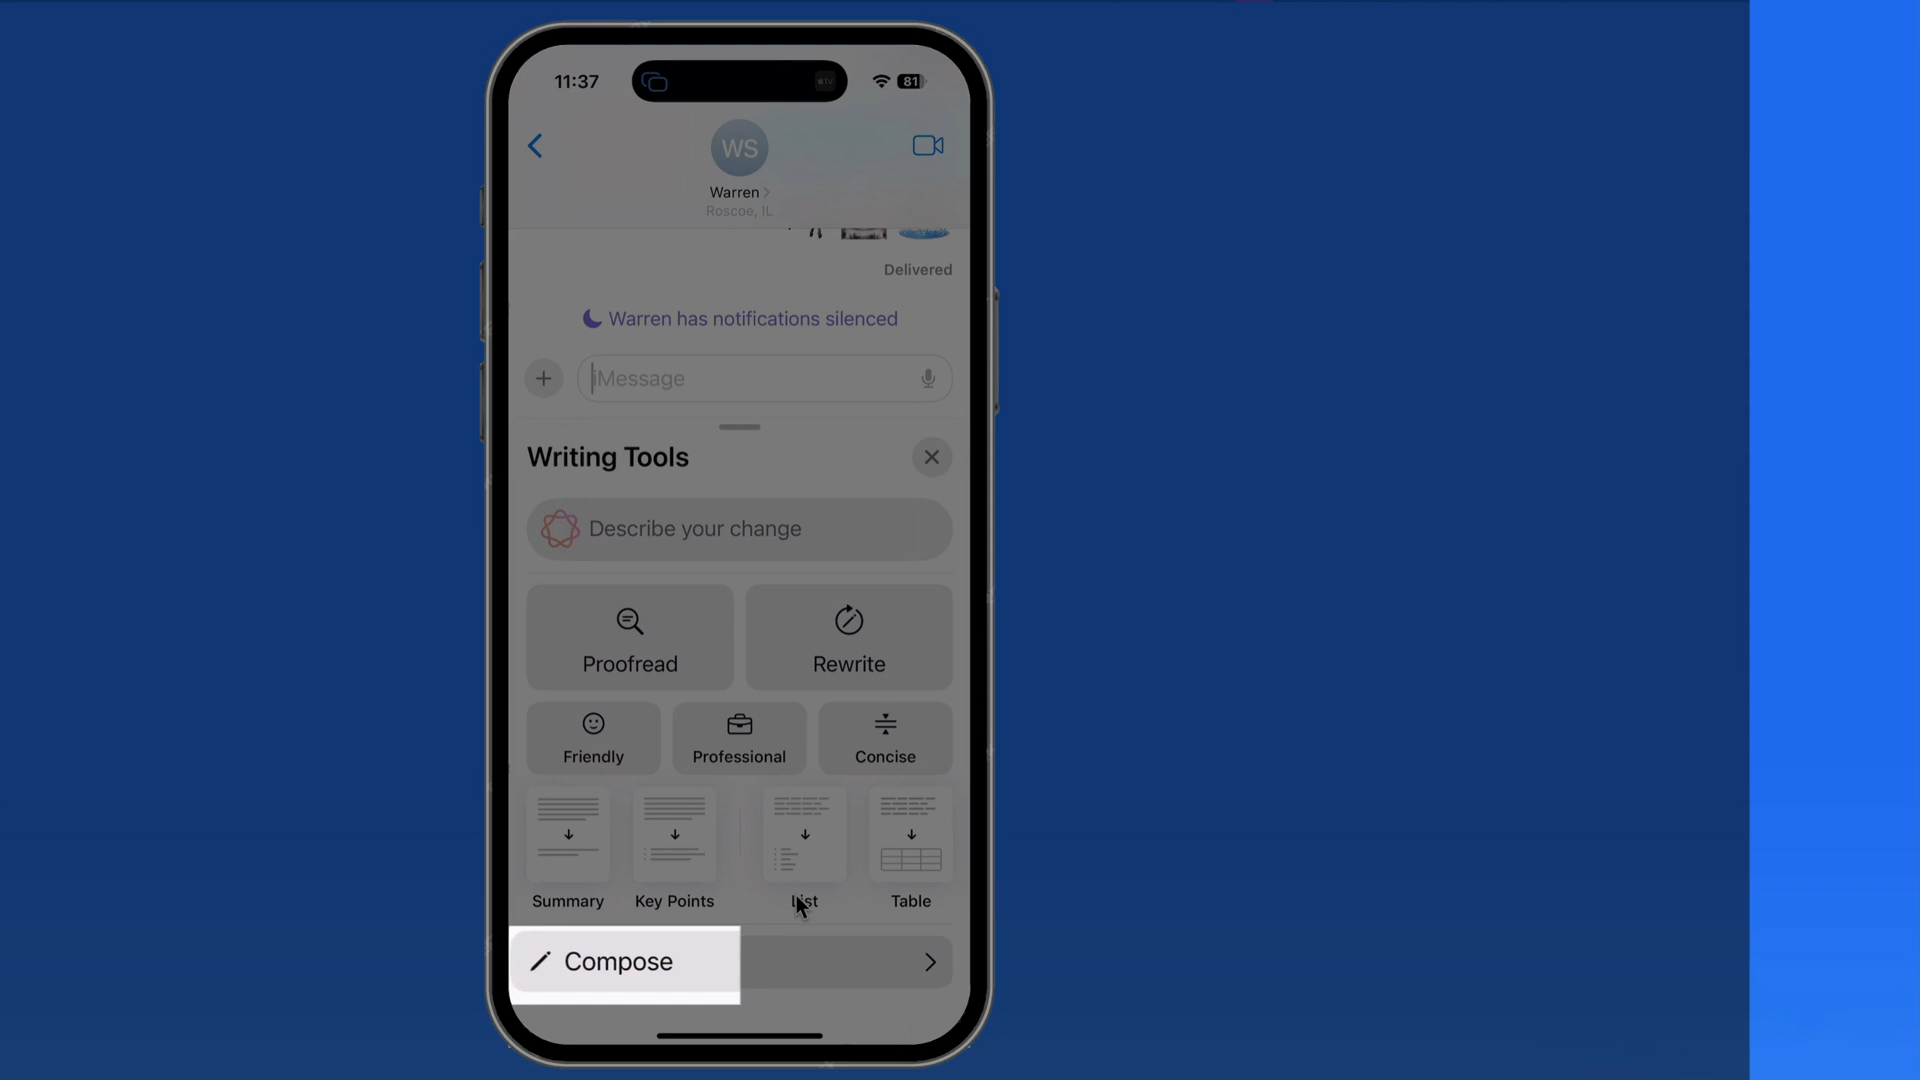 11:37
tv
81
WS
Warren
Roscoe, IL
Delivered
Warren has notifications silenced
iMessage
Writing Tools
Describe your change
Proofread
Rewrite
Friendly
Professional
Concise
Summary
Key Points
List
Table
Compose